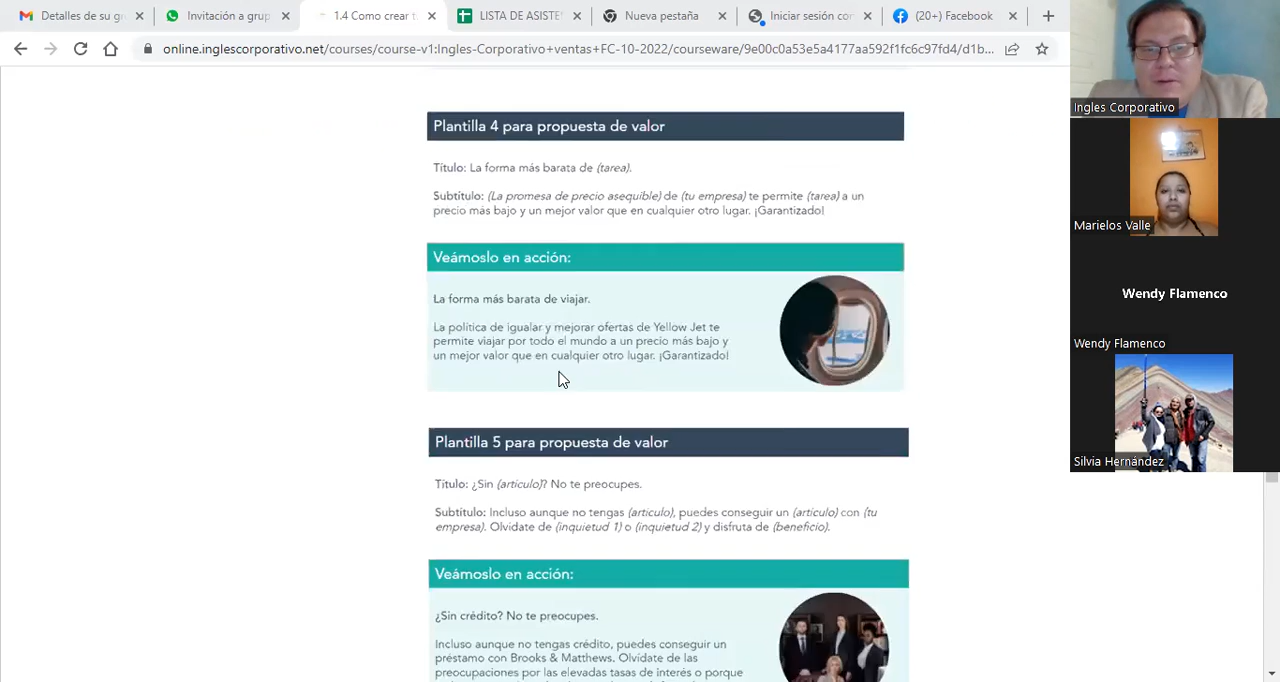 Detalles de su g
Invitación a grup
1.4 Como crear t
LISTA DE ASISTE
Nueva pestaña
Iniciar sesión co
(20+) Facebook
online.inglescorporativo.net/courses/course-v1:Ingles-Corporativo+ventas+FC-10-2022/courseware/9e00c0a53e5a4177aa592f1fc6c97fd4/d1b...
Plantilla 4 para propuesta de valor
Título: La forma más barata de (tarea).
Subtítulo: (La promesa de precio asequible) de (tu empresa) te permite (tarea) a un
precio más bajo y un mejor valor que en cualquier otro lugar. ¡Garantizado!
Veámoslo en acción:
La forma más barata de viajar.
La política de igualar y mejorar ofertas de Yellow Jet te
permite viajar por todo el mundo a un precio más bajo y
un mejor valor que en cualquier otro lugar. ¡Garantizado!
Plantilla 5 para propuesta de valor
Título: ¿Sin (artículo)? No te preocupes.
Subtítulo: Incluso aunque no tengas (artículo), puedes conseguir un (artículo) con (tu
empresa). Olvídate de (inquietud 1) o (inquietud 2) y disfruta de (beneficio).
Veámoslo en acción:
¿Sin crédito? No te preocupes.
Incluso aunque no tengas crédito, puedes conseguir un
préstamo con Brooks & Matthews. Olvídate de las
preocupaciones por las elevadas tasas de interés o porque
Ingles Corporativo
Marielos Valle
Wendy Flamenco
Wendy Flamenco
Silvia Hernández